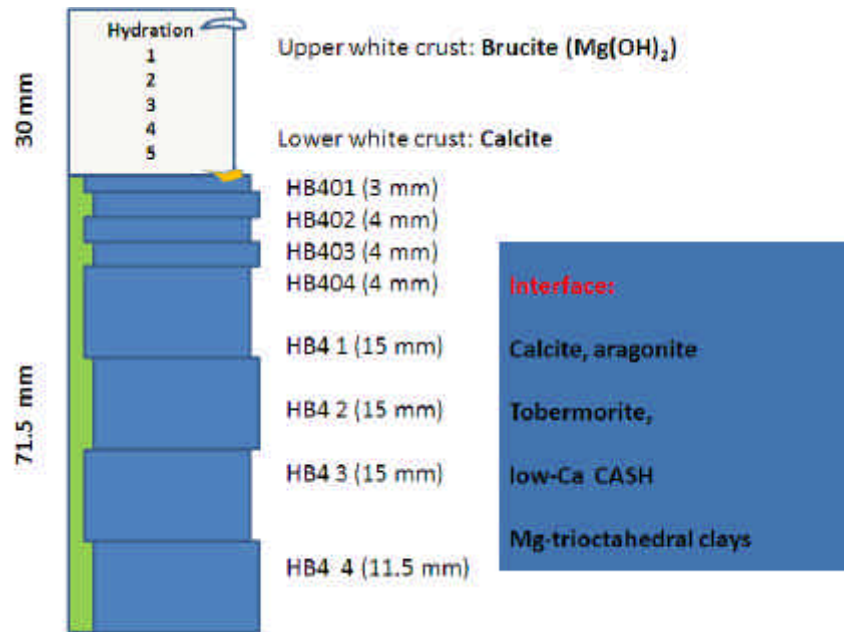 Hydration
1
2
3
4
5
30 mm
Upper white crust: Brucite (Mg(OH)₂)
Lower white crust: Calcite
HB401 (3 mm)
HB402 (4 mm)
HB403 (4 mm)
HB404 (4 mm)
HB4 1 (15 mm)
HB4 2 (15 mm)
HB4 3 (15 mm)
HB4 4 (11.5 mm)
71.5 mm
Interface:
Calcite, aragonite
Tobermorite,
low-Ca CASH
Mg-trioctahedral clays